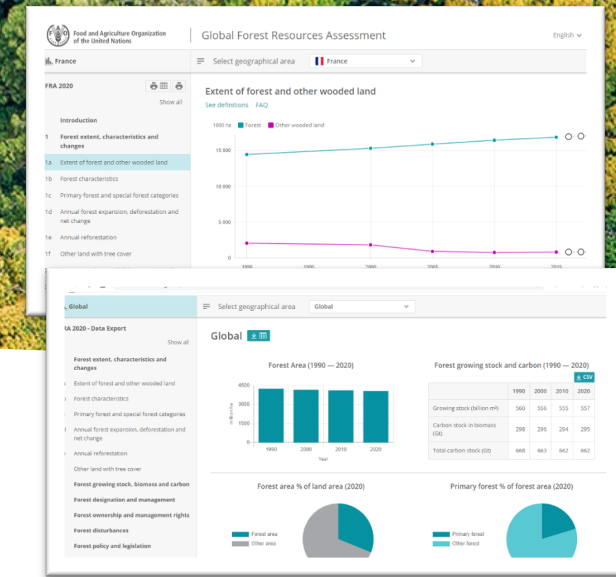 Food and Agriculture Organization
of the United Nations
Global Forest Resources Assessment
English
France
Select geographical area
France
FRA 2020
Show all
Introduction
1 Forest extent, characteristics and
changes
1a Extent of forest and other wooded land
1b Forest characteristics
1c Primary forest and special forest categories
1d Annual forest expansion, deforestation and
net change
1e Annual reforestation
1f Other land with tree cover
Extent of forest and other wooded land
See definitions FAQ
1000 ha Forest Other wooded land
15 000
10 000
5 000
0
1990 1995 2000 2005 2010 2015
Global
Select geographical area
Global
RA 2020 - Data Export
Show all
Forest extent, characteristics and
changes
Extent of forest and other wooded land
Forest characteristics
Primary forest and special forest categories
Annual forest expansion, deforestation and
net change
Annual reforestation
Other land with tree cover
Forest growing stock, biomass and carbon
Forest designation and management
Forest ownership and management rights
Forest disturbances
Forest policy and legislation
Global
Forest Area (1990 — 2020)
million ha
4500
3000
1500
0
1990 2000 2010 2020
Year
Forest growing stock and carbon (1990 — 2020)
CSV
1990 2000 2010 2020
Growing stock (billion m³) 560 556 555 557
Carbon stock in biomass
(Gt) 298 295 294 295
Total carbon stock (Gt) 668 663 662 662
Forest area % of land area (2020)
Forest area
Other area
Primary forest % of forest area (2020)
Primary forest
Other forest